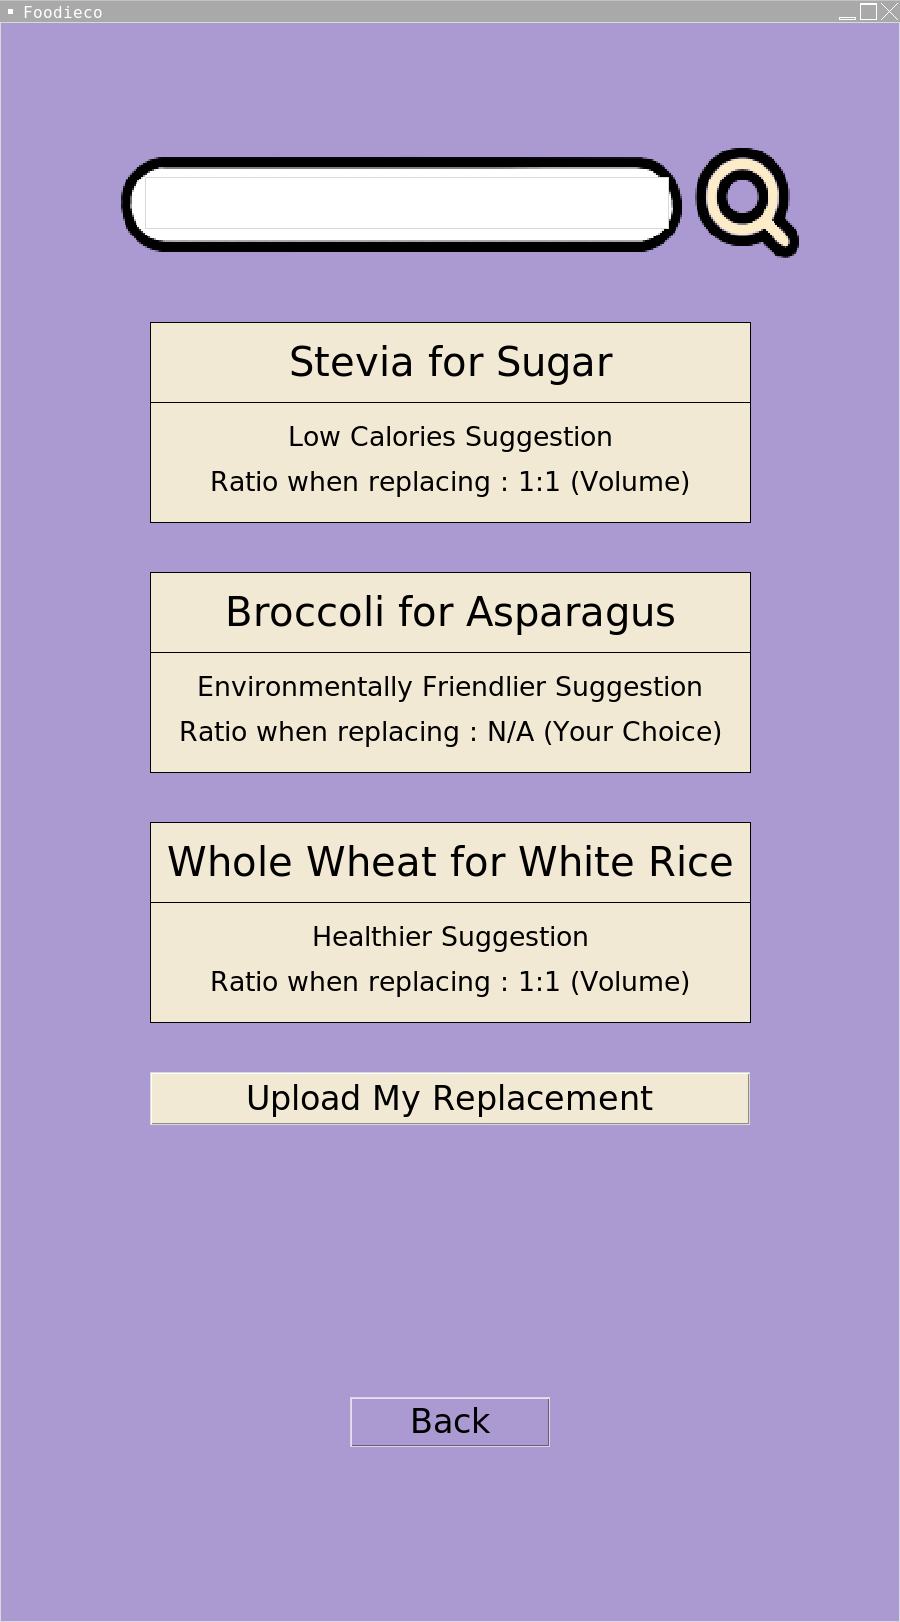 Foodieco
Stevia for Sugar
Low Calories Suggestion
Ratio when replacing : 1:1 (Volume)
Broccoli for Asparagus
Environmentally Friendlier Suggestion
Ratio when replacing : N/A (Your Choice)
Whole Wheat for White Rice
Healthier Suggestion
Ratio when replacing : 1:1 (Volume)
Upload My Replacement
Back